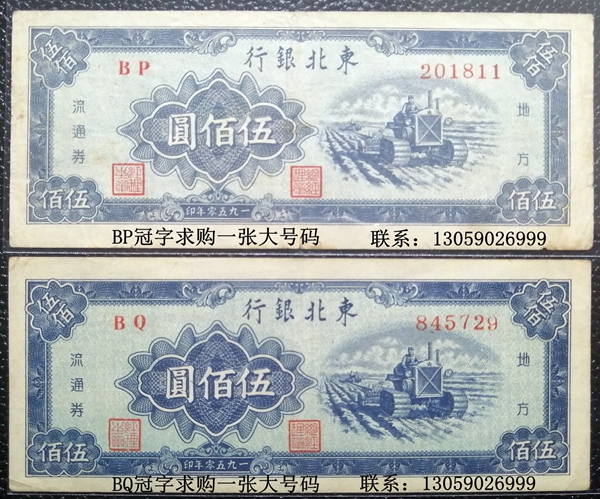 伍佰
伍佰
行銀北東
BP
201811
圓佰伍
流通券
地方
佰伍
佰伍
印年零五九一
BP冠字求购一张大号码 联系：13059026999
伍佰
伍佰
行銀北東
BQ
845729
圓佰伍
流通券
地方
佰伍
佰伍
印年零五九一
BQ冠字求购一张大号码 联系：13059026999